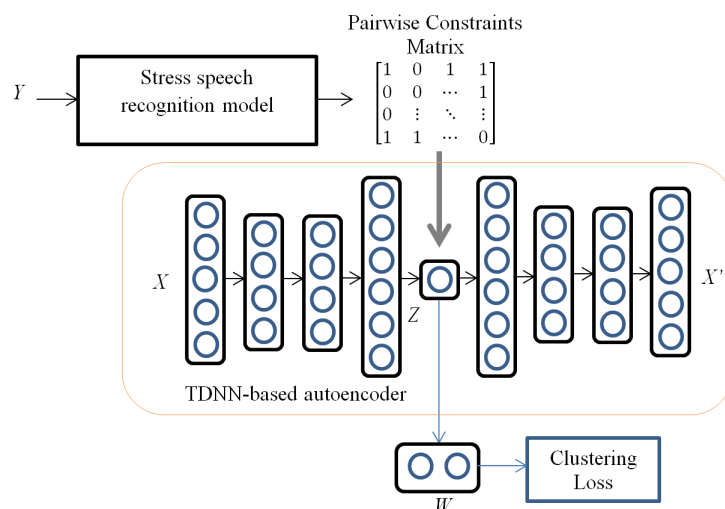 Pairwise Constraints
Matrix
Y
Stress speech
recognition model
1 0 1 1
0 0 ⋯ 1
0 ⋮ ⋱ ⋮
1 1 ⋯ 0
X
Z
X'
TDNN-based autoencoder
W
Clustering
Loss